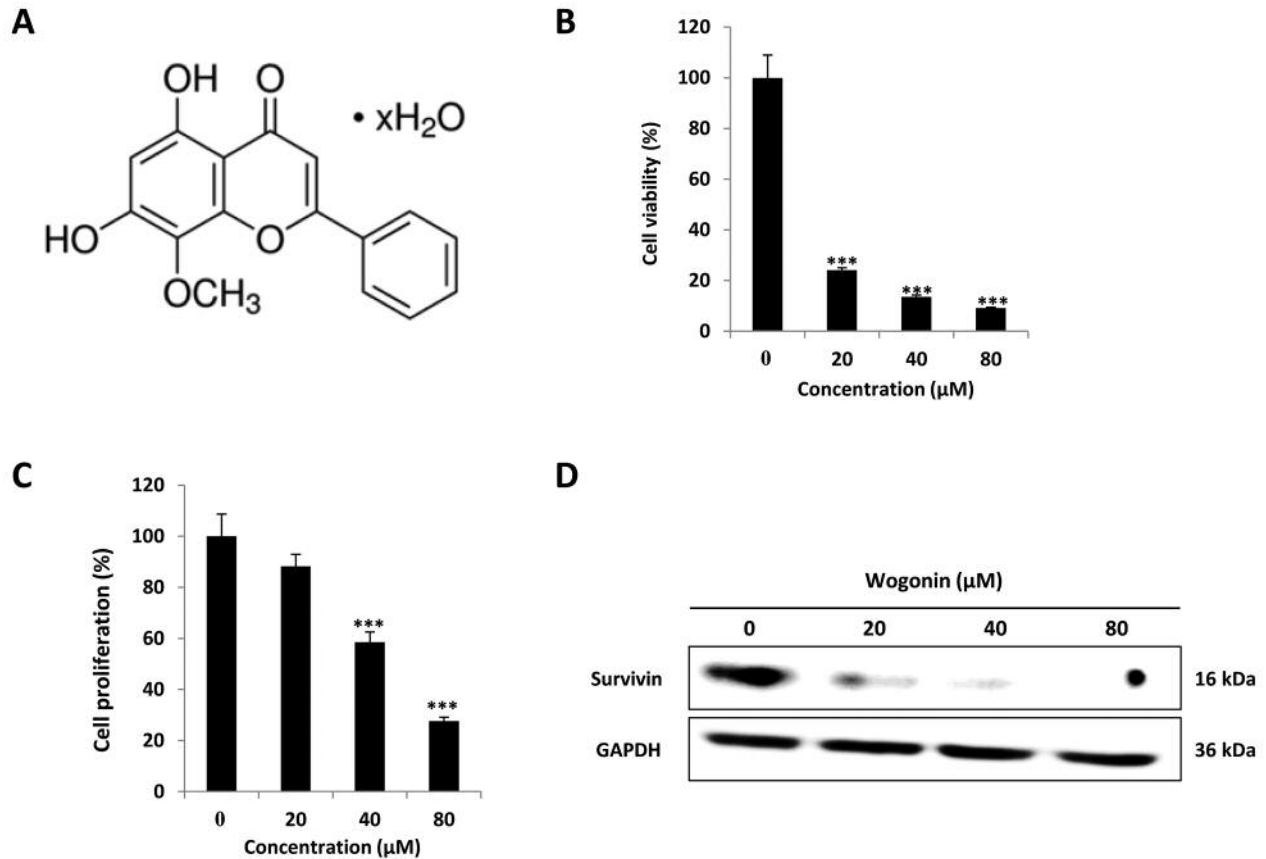 A
OH
O
• xH₂O
HO
O
OCH₃
B
Cell viability (%)
120
100
80
60
40
20
0
***
***
***
0 20 40 80
Concentration (μM)
C
Cell proliferation (%)
120
100
80
60
40
20
0
***
***
0 20 40 80
Concentration (μM)
D
Wogonin (μM)
0 20 40 80
Survivin 16 kDa
GAPDH 36 kDa